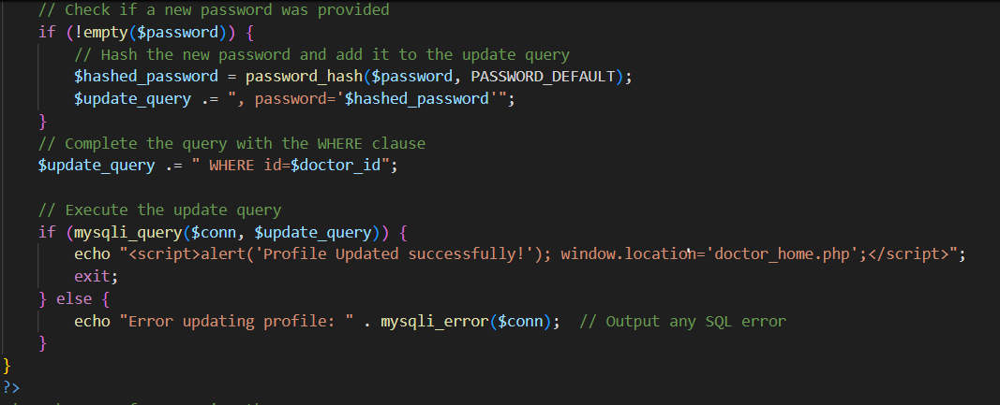 // Check if a new password was provided
if (!empty($password)) {
// Hash the new password and add it to the update query
$hashed_password = password_hash($password, PASSWORD_DEFAULT);
$update_query .= ", password='$hashed_password'";
}
// Complete the query with the WHERE clause
$update_query .= " WHERE id=$doctor_id";
// Execute the update query
if (mysqli_query($conn, $update_query)) {
echo "<script>alert('Profile Updated successfully!'); window.location='doctor_home.php';</script>";
exit;
} else {
echo "Error updating profile: " . mysqli_error($conn);  // Output any SQL error
}
}
?>